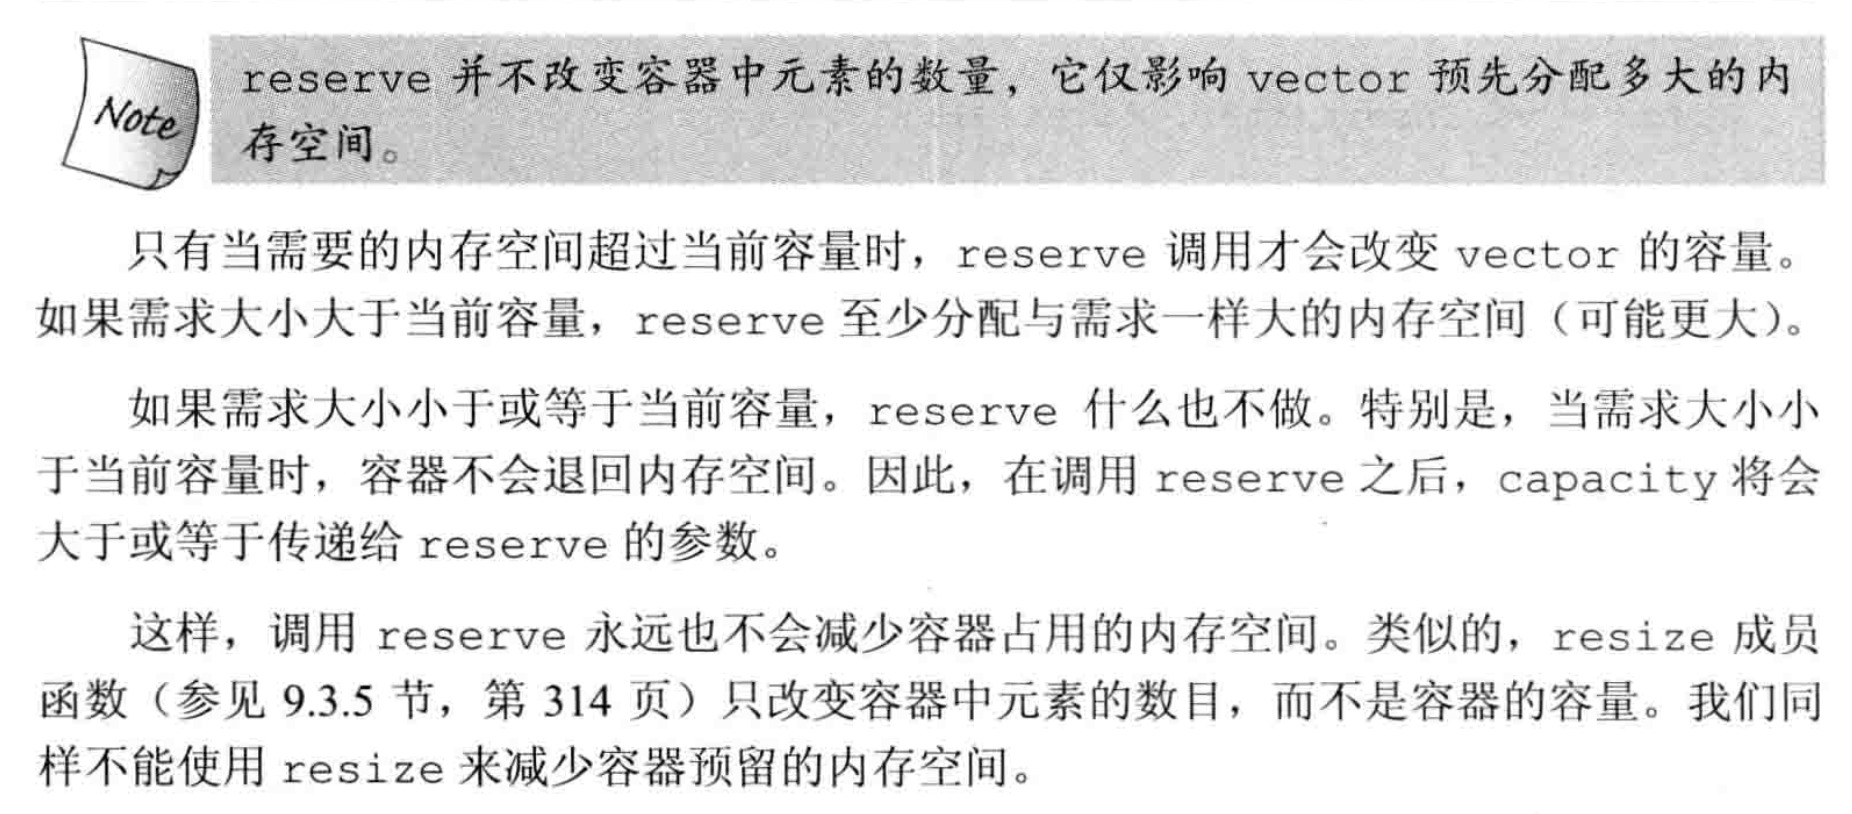 Note
reserve 并不改变容器中元素的数量，它仅影响 vector 预先分配多大的内
存空间。
只有当需要的内存空间超过当前容量时，reserve 调用才会改变 vector 的容量。
如果需求大小大于当前容量，reserve 至少分配与需求一样大的内存空间（可能更大）。
如果需求大小小于或等于当前容量，reserve 什么也不做。特别是，当需求大小小
于当前容量时，容器不会退回内存空间。因此，在调用 reserve 之后，capacity 将会
大于或等于传递给 reserve 的参数。
这样，调用 reserve 永远也不会减少容器占用的内存空间。类似的，resize 成员
函数（参见 9.3.5 节，第 314 页）只改变容器中元素的数目，而不是容器的容量。我们同
样不能使用 resize 来减少容器预留的内存空间。